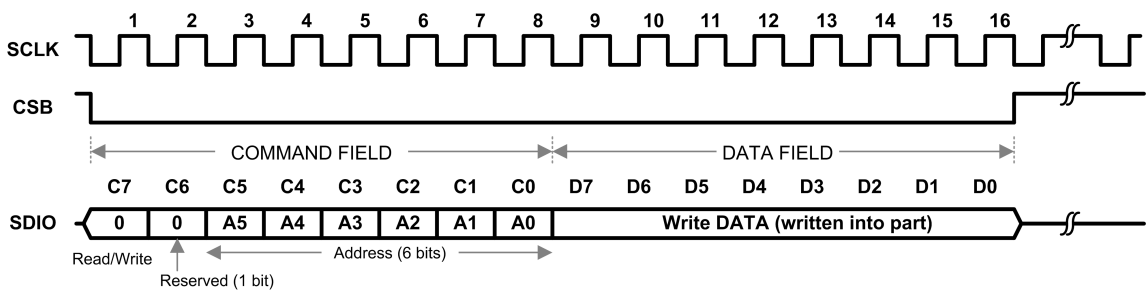 1 2 3 4 5 6 7 8 9 10 11 12 13 14 15 16
SCLK
CSB
COMMAND FIELD DATA FIELD
C7 C6 C5 C4 C3 C2 C1 C0 D7 D6 D5 D4 D3 D2 D1 D0
SDIO 0 0 A5 A4 A3 A2 A1 A0 Write DATA (written into part)
Read/Write Address (6 bits)
Reserved (1 bit)